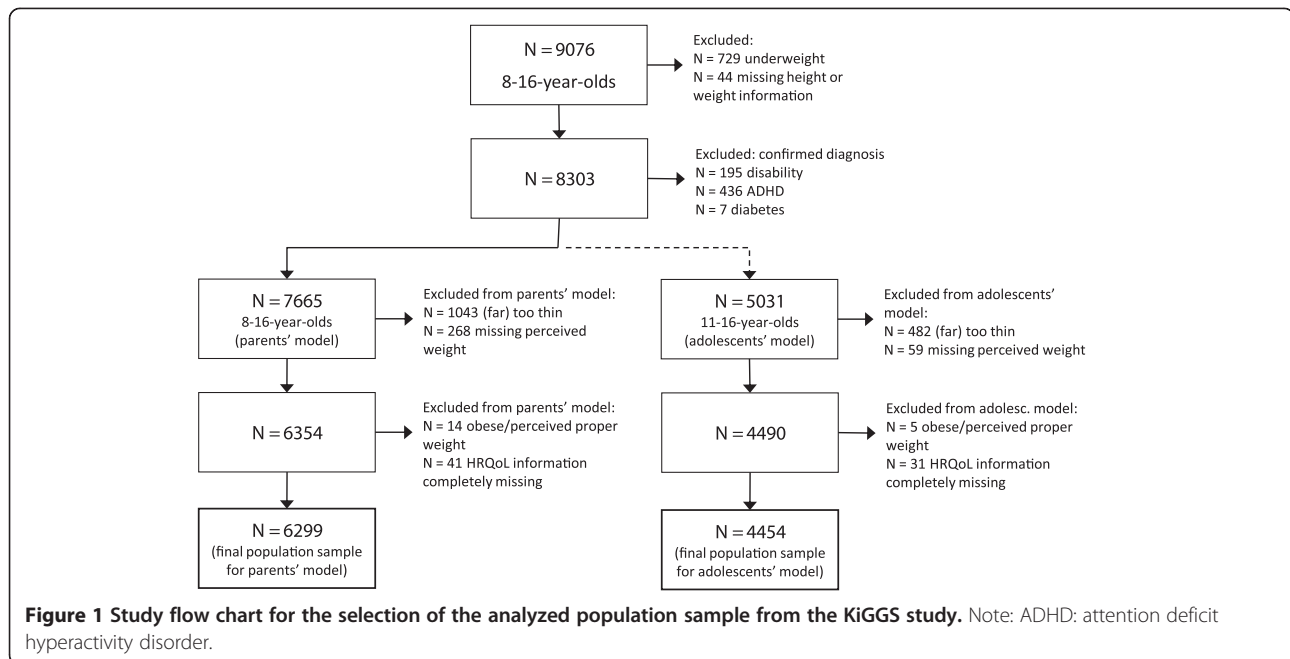 N = 9076
8-16-year-olds
Excluded:
N = 729 underweight
N = 44 missing height or
weight information
N = 8303
Excluded: confirmed diagnosis
N = 195 disability
N = 436 ADHD
N = 7 diabetes
N = 7665
8-16-year-olds
(parents’ model)
Excluded from parents’ model:
N = 1043 (far) too thin
N = 268 missing perceived
weight
N = 5031
11-16-year-olds
(adolescents’ model)
Excluded from adolescents’
model:
N = 482 (far) too thin
N = 59 missing perceived weight
N = 6354
Excluded from parents’ model:
N = 14 obese/perceived proper
weight
N = 41 HRQoL information
completely missing
N = 4490
Excluded from adolesc. model:
N = 5 obese/perceived proper
weight
N = 31 HRQoL information
completely missing
N = 6299
(final population sample
for parents’ model)
N = 4454
(final population sample
for adolescents’ model)
Figure 1 Study flow chart for the selection of the analyzed population sample from the KiGGS study. Note: ADHD: attention deficit
hyperactivity disorder.